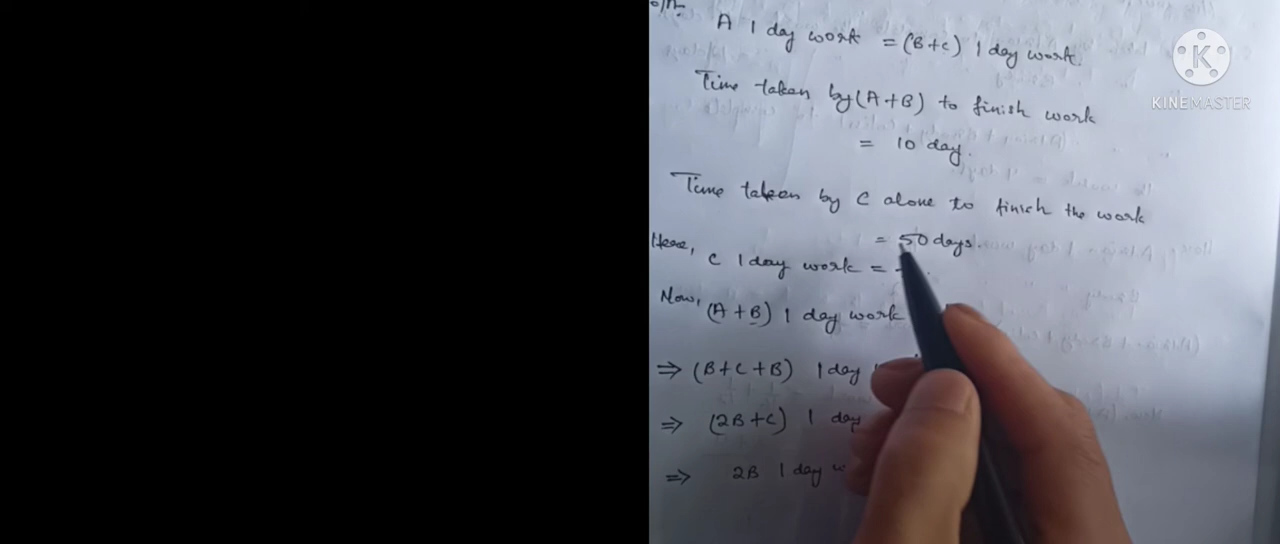 A 1 day work = (B+C) 1 day work.
Time taken by (A+B) to finish work
= 10 day.
Time taken by C alone to finish the work
= 50 days.
Here, C 1 day work =
Now, (A+B) 1 day work
⇒ (B+C+B) 1 day
⇒ (2B+C) 1 day
⇒ 2B 1 day
K
KINEMASTER